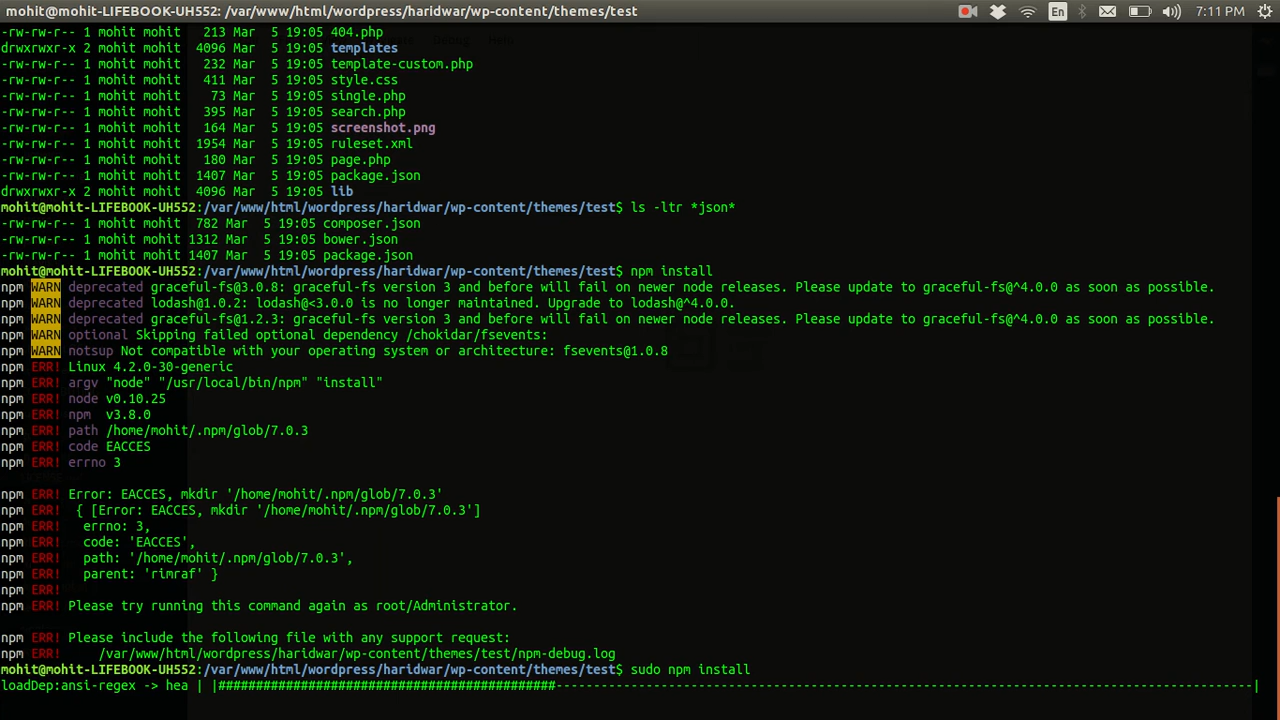 mohit@mohit-LIFEBOOK-UH552: /var/www/html/wordpress/haridwar/wp-content/themes/test En 7:11 PM
-rw-rw-r-- 1 mohit mohit   213 Mar  5 19:05 404.php
drwxrwxr-x 2 mohit mohit  4096 Mar  5 19:05 templates
-rw-rw-r-- 1 mohit mohit   232 Mar  5 19:05 template-custom.php
-rw-rw-r-- 1 mohit mohit   411 Mar  5 19:05 style.css
-rw-rw-r-- 1 mohit mohit    73 Mar  5 19:05 single.php
-rw-rw-r-- 1 mohit mohit   395 Mar  5 19:05 search.php
-rw-rw-r-- 1 mohit mohit   164 Mar  5 19:05 screenshot.png
-rw-rw-r-- 1 mohit mohit  1954 Mar  5 19:05 ruleset.xml
-rw-rw-r-- 1 mohit mohit   180 Mar  5 19:05 page.php
-rw-rw-r-- 1 mohit mohit  1407 Mar  5 19:05 package.json
drwxrwxr-x 2 mohit mohit  4096 Mar  5 19:05 lib
mohit@mohit-LIFEBOOK-UH552:/var/www/html/wordpress/haridwar/wp-content/themes/test$ ls -ltr *json*
-rw-rw-r-- 1 mohit mohit  782 Mar  5 19:05 composer.json
-rw-rw-r-- 1 mohit mohit 1312 Mar  5 19:05 bower.json
-rw-rw-r-- 1 mohit mohit 1407 Mar  5 19:05 package.json
mohit@mohit-LIFEBOOK-UH552:/var/www/html/wordpress/haridwar/wp-content/themes/test$ npm install
npm WARN deprecated graceful-fs@3.0.8: graceful-fs version 3 and before will fail on newer node releases. Please update to graceful-fs@^4.0.0 as soon as possible.
npm WARN deprecated lodash@1.0.2: lodash@<3.0.0 is no longer maintained. Upgrade to lodash@^4.0.0.
npm WARN deprecated graceful-fs@1.2.3: graceful-fs version 3 and before will fail on newer node releases. Please update to graceful-fs@^4.0.0 as soon as possible.
npm WARN optional Skipping failed optional dependency /chokidar/fsevents:
npm WARN notsup Not compatible with your operating system or architecture: fsevents@1.0.8
npm ERR! Linux 4.2.0-30-generic
npm ERR! argv "node" "/usr/local/bin/npm" "install"
npm ERR! node v0.10.25
npm ERR! npm  v3.8.0
npm ERR! path /home/mohit/.npm/glob/7.0.3
npm ERR! code EACCES
npm ERR! errno 3
npm ERR! Error: EACCES, mkdir '/home/mohit/.npm/glob/7.0.3'
npm ERR!  { [Error: EACCES, mkdir '/home/mohit/.npm/glob/7.0.3']
npm ERR!   errno: 3,
npm ERR!   code: 'EACCES',
npm ERR!   path: '/home/mohit/.npm/glob/7.0.3',
npm ERR!   parent: 'rimraf' }
npm ERR!
npm ERR! Please try running this command again as root/Administrator.
npm ERR! Please include the following file with any support request:
npm ERR!     /var/www/html/wordpress/haridwar/wp-content/themes/test/npm-debug.log
mohit@mohit-LIFEBOOK-UH552:/var/www/html/wordpress/haridwar/wp-content/themes/test$ sudo npm install
loadDep:ansi-regex -> hea | |#############################################---------------------------------------------------------------------------------------------|